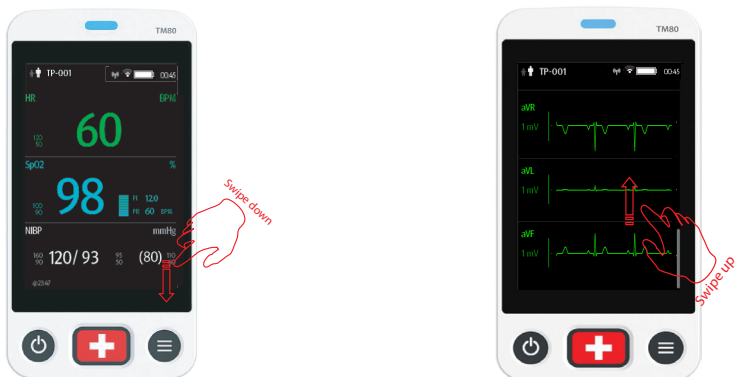 TM80
TP-001 00:45
HR BPM
120
50
60
SpO2 %
100
90
98
PI 12.0
PR 60 BPM
NIBP mmHg
160
90
120/ 93
95
50
(80)
110
@23:47
Swipe down
TM80
TP-001 00:45
aVR
1 mV
aVL
1 mV
aVF
1 mV
Swipe up